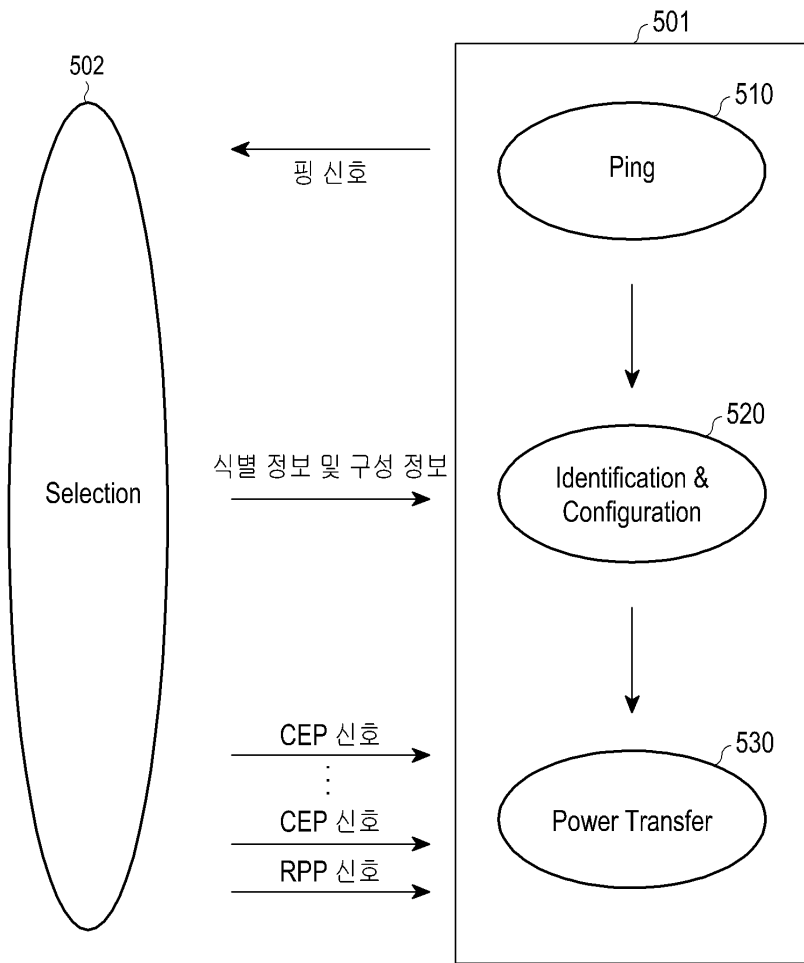 501
502
510
Ping
핑 신호
520
식별 정보 및 구성 정보
Selection
Identification &
Configuration
CEP 신호
530
CEP 신호
Power Transfer
RPP 신호